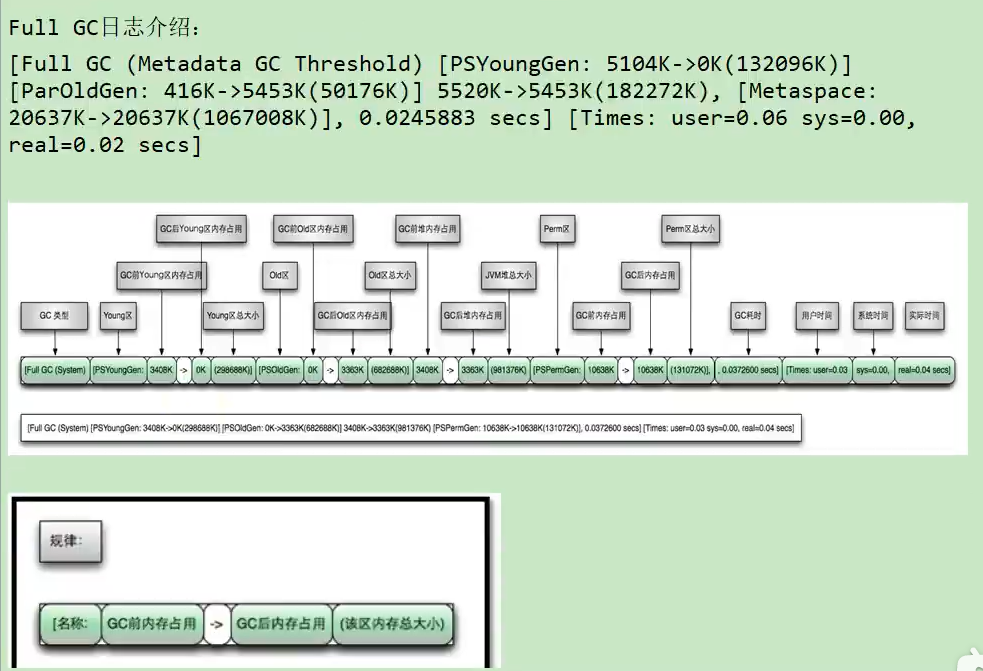 Full GC日志介绍:
[Full GC (Metadata GC Threshold) [PSYoungGen: 5104K->0K(132096K)]
[ParOldGen: 416K->5453K(50176K)] 5520K->5453K(182272K), [Metaspace:
20637K->20637K(1067008K)], 0.0245883 secs] [Times: user=0.06 sys=0.00,
real=0.02 secs]
GC后Young区内存占用 GC前Old区内存占用 GC前堆内存占用 Perm区 Perm区总大小
GC前Young区内存占用 Old区 Old区总大小 JVM堆总大小 GC后内存占用
GC 类型 Young区 Young区总大小 GC后Old区内存占用 GC后堆内存占用 GC前内存占用 GC耗时 用户时间 系统时间 实际时间
[Full GC (System) [PSYoungGen: 3408K -> 0K (298688K)] [PSOldGen: 0K -> 3363K (682688K)] 3408K -> 3363K (981376K) [PSPermGen: 10638K -> 10638K (131072K)], , 0.0372600 secs] [Times: user=0.03 sys=0.00, real=0.04 secs]
[Full GC (System) [PSYoungGen: 3408K->0K(298688K)] [PSOldGen: 0K->3363K(682688K)] 3408K->3363K(981376K) [PSPermGen: 10638K->10638K(131072K)], 0.0372600 secs] [Times: user=0.03 sys=0.00, real=0.04 secs]
规律:
[名称: GC前内存占用 -> GC后内存占用 (该区内存总大小)